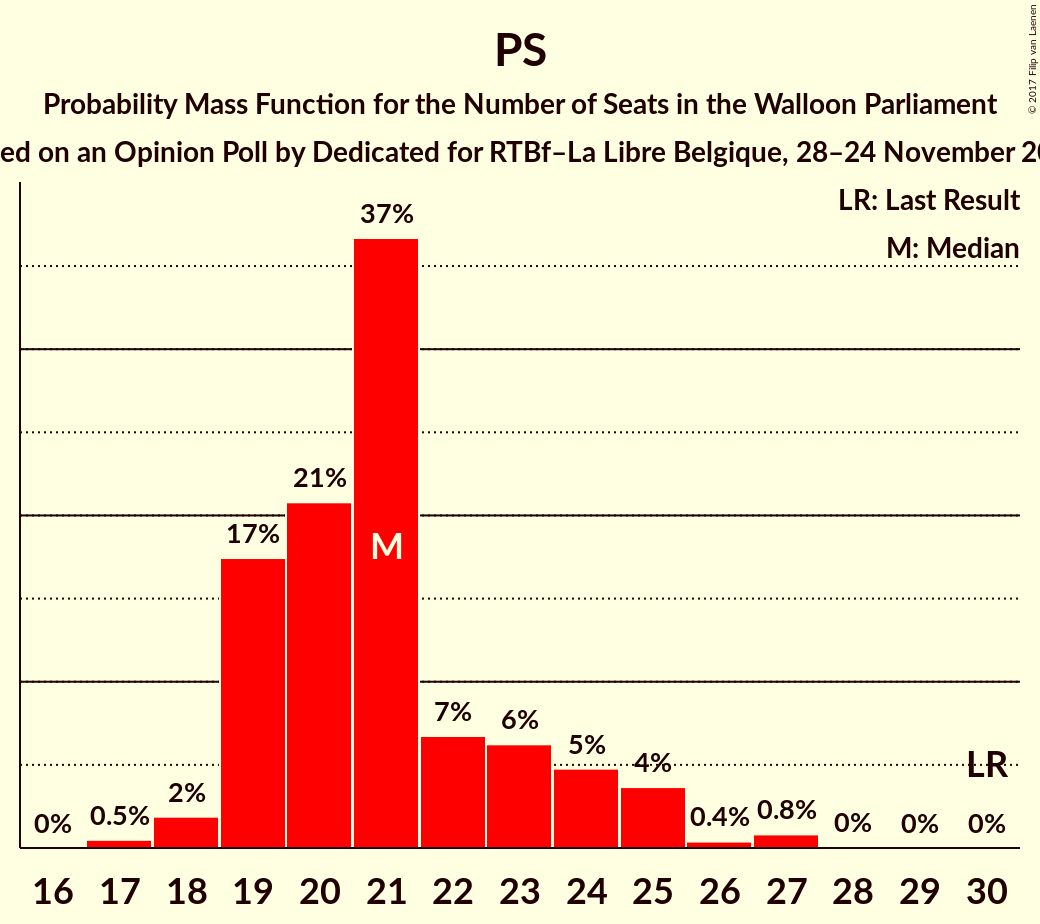 PS
Probability Mass Function for the Number of Seats in the Walloon Parliament
ed on an Opinion Poll by Dedicated for RTBf–La Libre Belgique, 28–24 November 20
© 2017 Filip van Laenen
LR: Last Result
M: Median
37%
21%
17%
M
7%
6%
5%
4%
LR
2%
0%
0.5%
0.4%
0.8%
0%
0%
0%
16 17 18 19 20 21 22 23 24 25 26 27 28 29 30